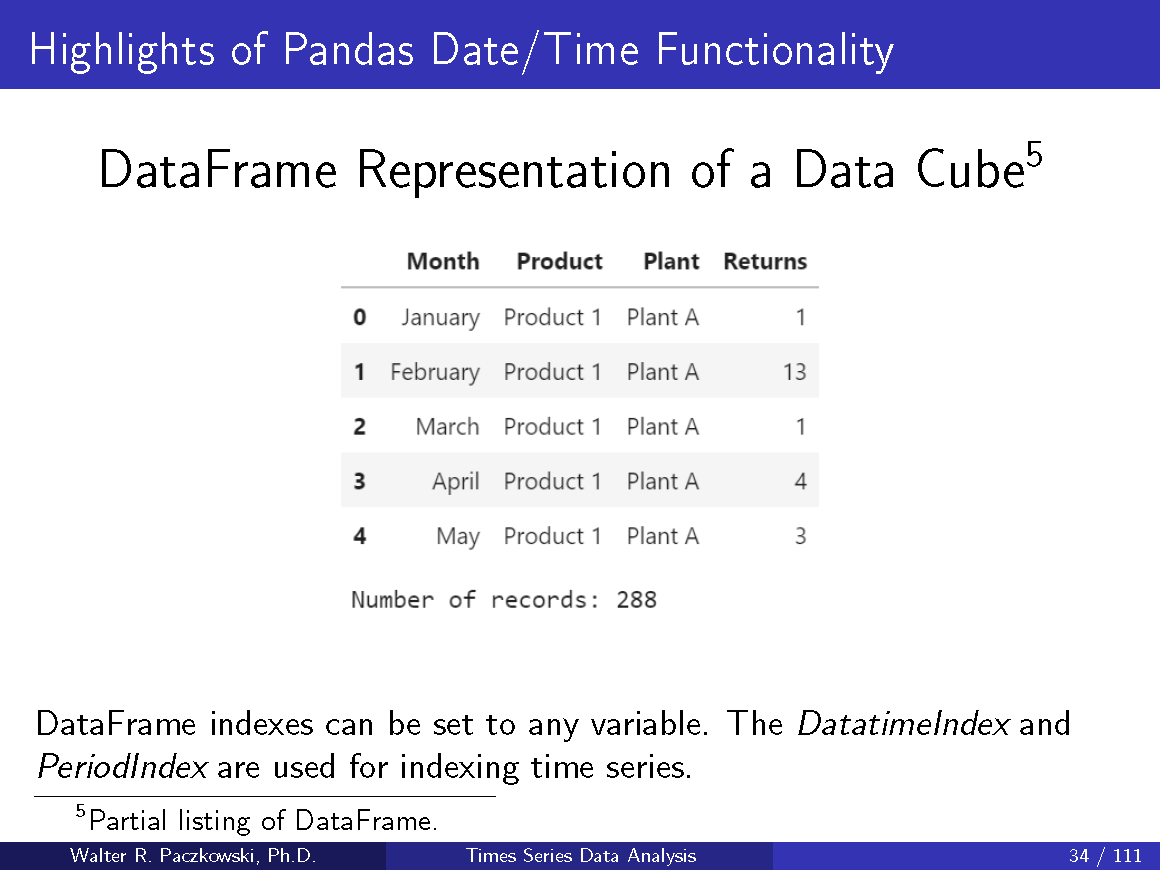 Highlights of Pandas Date/Time Functionality
DataFrame Representation of a Data Cube5
Month Product Plant Returns
0 January Product 1 Plant A 1
1 February Product 1 Plant A 13
2 March Product 1 Plant A 1
3 April Product 1 Plant A 4
4 May Product 1 Plant A 3
Number of records: 288
DataFrame indexes can be set to any variable. The DatatimeIndex and
PeriodIndex are used for indexing time series.
5Partial listing of DataFrame.
Walter R. Paczkowski, Ph.D. Times Series Data Analysis 34 / 111